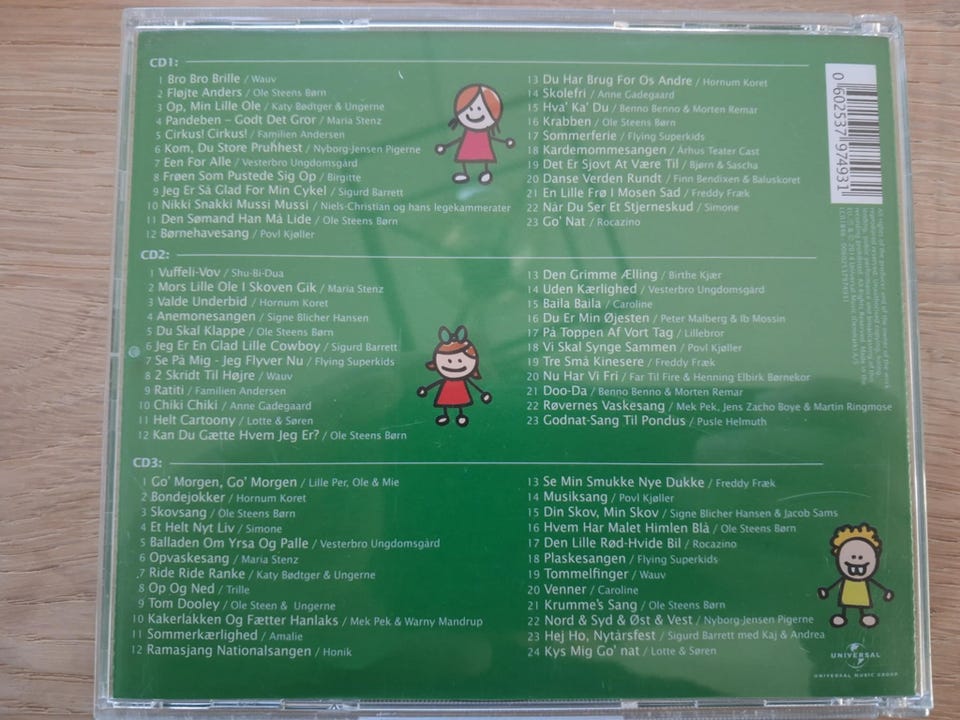 CD1:
1 Bro Bro Brille / Wauv
2 Fløjte Anders / Ole Steens Børn
3 Op, Min Lille Ole / Katy Bødtger & Ungerne
4 Pandeben – Godt Det Gror / Maria Stenz
5 Cirkus! Cirkus! / Familien Andersen
6 Kom, Du Store Pruhhest / Nyborg-Jensen Pigerne
7 Een For Alle / Vesterbro Ungdomsgård
8 Frøen Som Pustede Sig Op / Birgitte
9 Jeg Er Så Glad For Min Cykel / Sigurd Barrett
10 Nikki Snakki Mussi Mussi / Niels-Christian og hans legekammerater
11 Den Sømand Han Må Lide / Ole Steens Børn
12 Børnehavesang / Povl Kjøller
13 Du Har Brug For Os Andre / Hornum Koret
14 Skolefri / Anne Gadegaard
15 Hva' Ka' Du / Benno Benno & Morten Remar
16 Krabben / Ole Steens Børn
17 Sommerferie / Flying Superkids
18 Kardemommesangen / Århus Teater Cast
19 Det Er Sjovt At Være Til / Bjørn & Sascha
20 Danse Verden Rundt / Finn Bendixen & Baluskoret
21 En Lille Frø I Mosen Sad / Freddy Fræk
22 Når Du Ser Et Stjerneskud / Simone
23 Go' Nat / Rocazino
0 602537 974931
CD2:
1 Vuffeli-Vov / Shu-Bi-Dua
2 Mors Lille Ole I Skoven Gik / Maria Stenz
3 Valde Underbid / Hornum Koret
4 Anemonesangen / Signe Blicher Hansen
5 Du Skal Klappe / Ole Steens Børn
6 Jeg Er En Glad Lille Cowboy / Sigurd Barrett
7 Se På Mig - Jeg Flyver Nu / Flying Superkids
8 2 Skridt Til Højre / Wauv
9 Ratiti / Familien Andersen
10 Chiki Chiki / Anne Gadegaard
11 Helt Cartoony / Lotte & Søren
12 Kan Du Gætte Hvem Jeg Er? / Ole Steens Børn
13 Den Grimme Ælling / Birthe Kjær
14 Uden Kærlighed / Vesterbro Ungdomsgård
15 Baila Baila / Caroline
16 Du Er Min Øjesten / Peter Malberg & Ib Mossin
17 På Toppen Af Vort Tag / Lillebror
18 Vi Skal Synge Sammen / Povl Kjøller
19 Tre Små Kinesere / Freddy Fræk
20 Nu Har Vi Fri / Far Til Fire & Henning Elbirk Børnekor
21 Doo-Da / Benno Benno & Morten Remar
22 Røvernes Vaskesang / Mek Pek, Jens Zacho Boye & Martin Ringmose
23 Godnat-Sang Til Pondus / Pusle Helmuth
CD3:
1 Go' Morgen, Go' Morgen / Lille Per, Ole & Mie
2 Bondejokker / Hornum Koret
3 Skovsang / Ole Steens Børn
4 Et Helt Nyt Liv / Simone
5 Balladen Om Yrsa Og Palle / Vesterbro Ungdomsgård
6 Opvaskesang / Maria Stenz
7 Ride Ride Ranke / Katy Bødtger & Ungerne
8 Op Og Ned / Trille
9 Tom Dooley / Ole Steen & Ungerne
10 Kakerlakken Og Fætter Hanlaks / Mek Pek & Warny Mandrup
11 Sommerkærlighed / Amalie
12 Ramasjang Nationalsangen / Honik
13 Se Min Smukke Nye Dukke / Freddy Fræk
14 Musiksang / Povl Kjøller
15 Din Skov, Min Skov / Signe Blicher Hansen & Jacob Sams
16 Hvem Har Malet Himlen Blå / Ole Steens Børn
17 Den Lille Rød-Hvide Bil / Rocazino
18 Plaskesangen / Flying Superkids
19 Tommelfinger / Wauv
20 Venner / Caroline
21 Krumme's Sang / Ole Steens Børn
22 Nord & Syd & Øst & Vest / Nyborg-Jensen Pigerne
23 Hej Ho, Nytårsfest / Sigurd Barrett med Kaj & Andrea
24 Kys Mig Go' nat / Lotte & Søren
UNIVERSAL
UNIVERSAL MUSIC GROUP